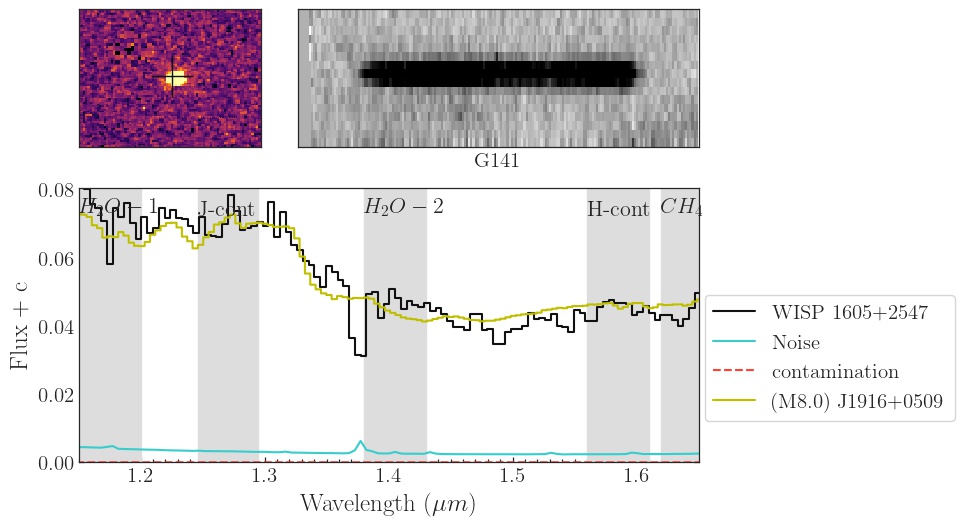 G141
H₂O − 1
J-cont
H₂O − 2
H-cont
CH₄
0.08
0.06
0.04
0.02
0.00
Flux + c
1.2
1.3
1.4
1.5
1.6
Wavelength (μm)
WISP 1605+2547
Noise
contamination
(M8.0) J1916+0509